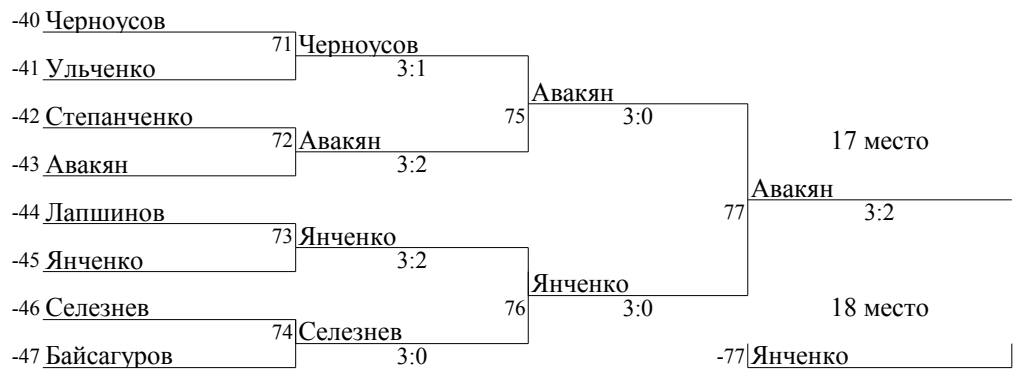 -40 Черноусов
71 Черноусов
-41 Ульченко
3:1
Авакян
-42 Степанченко
75
3:0
72 Авакян
17 место
-43 Авакян
3:2
Авакян
-44 Лапшинов
77
3:2
73 Янченко
-45 Янченко
3:2
Янченко
-46 Селезнев
76
3:0
18 место
74 Селезнев
-47 Байсагуров
3:0
-77 Янченко